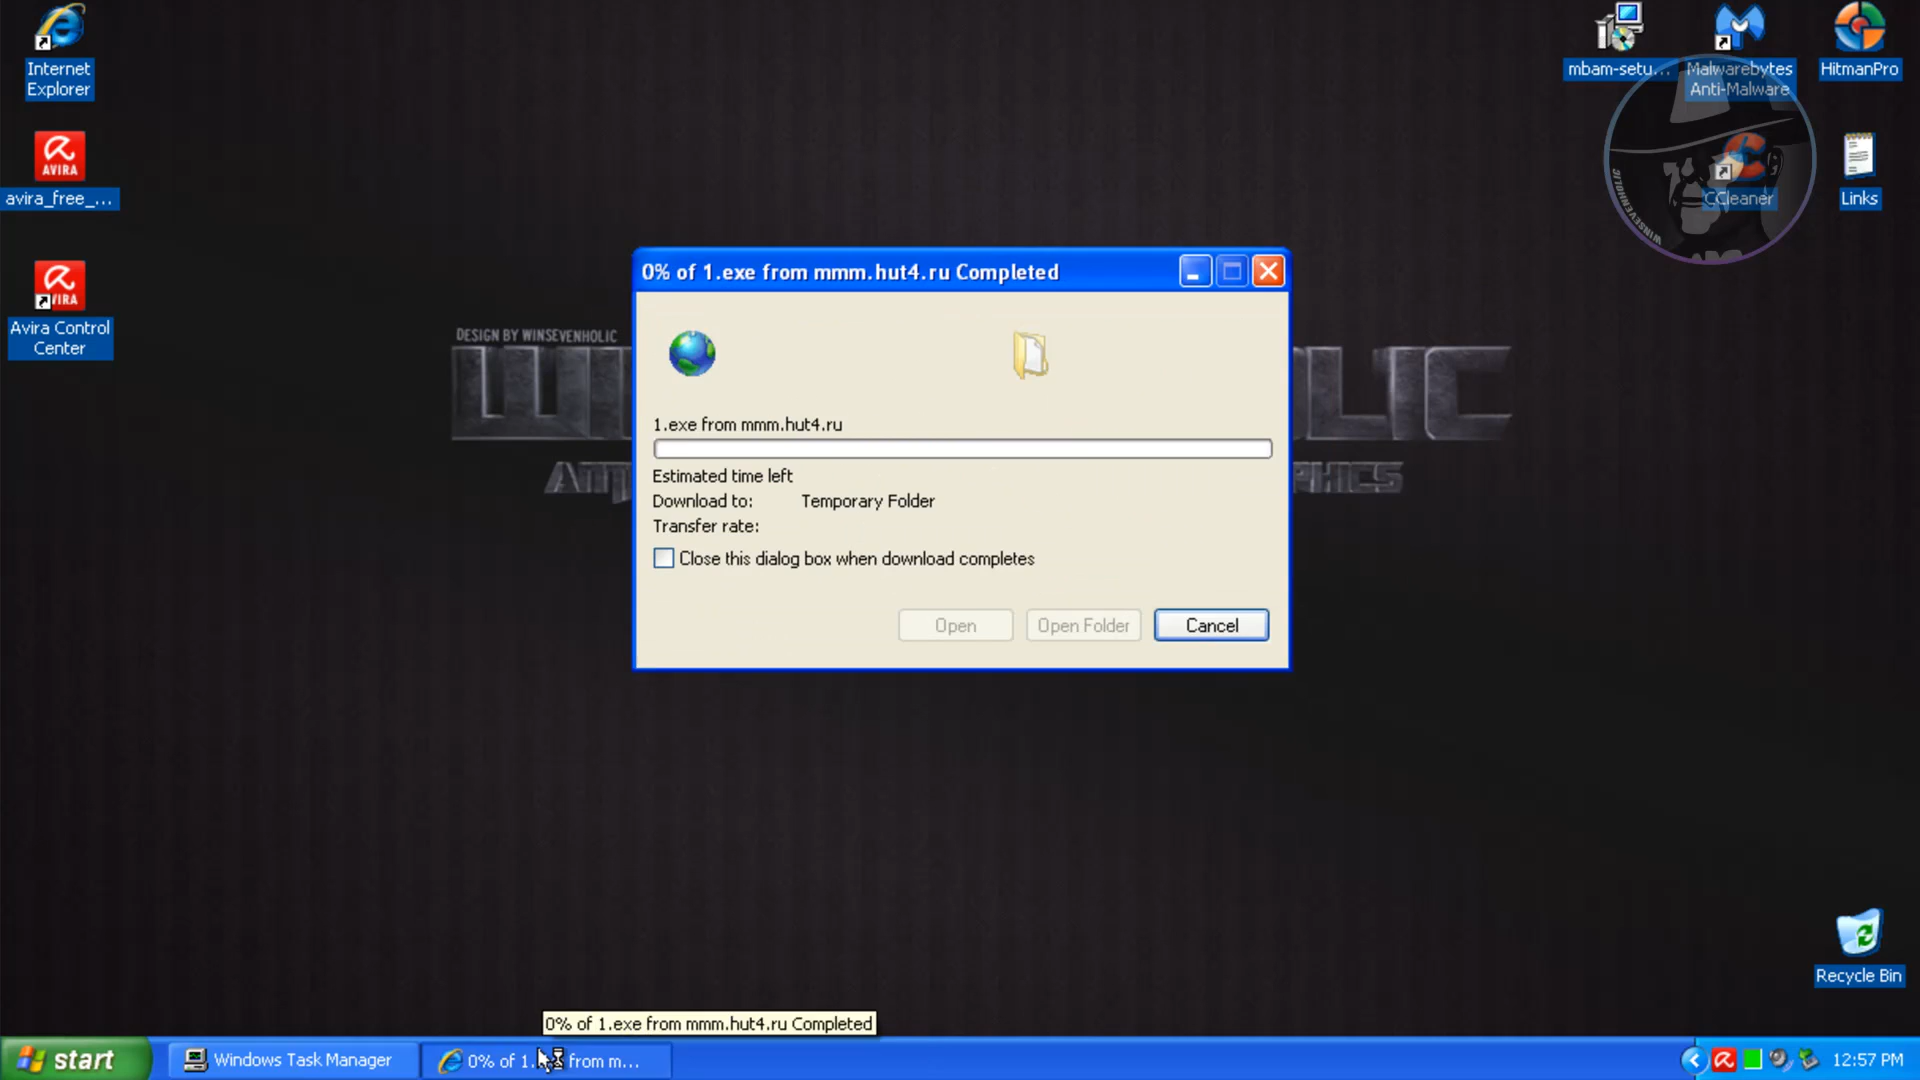 Internet
Explorer
avira_free_...
Avira Control
Center
mbam-setu...
Malwarebytes
Anti-Malware
HitmanPro
CCleaner
Links
WINSEVENHOLIC
AVIRA
DESIGN BY WINSEVENHOLIC
0% of 1.exe from mmm.hut4.ru Completed
1.exe from mmm.hut4.ru
Estimated time left
Download to: Temporary Folder
Transfer rate:
Close this dialog box when download completes
Open
Open Folder
Cancel
Recycle Bin
0% of 1.exe from mmm.hut4.ru Completed
start
Windows Task Manager
0% of 1. from m...
12:57 PM